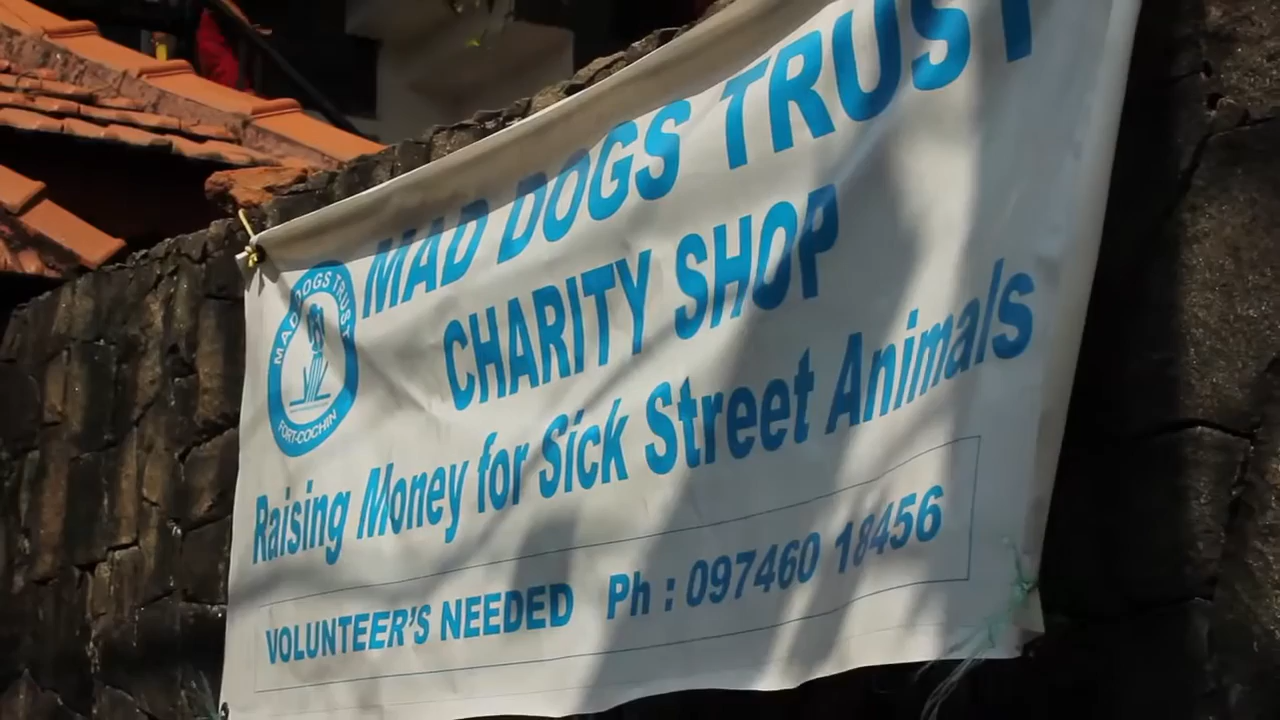 MAD DOGS TRUST
CHARITY SHOP
MAD DOGS TRUST
FORT-COCHIN
Raising Money for Sick Street Animals
VOLUNTEER'S NEEDED Ph : 097460 18456